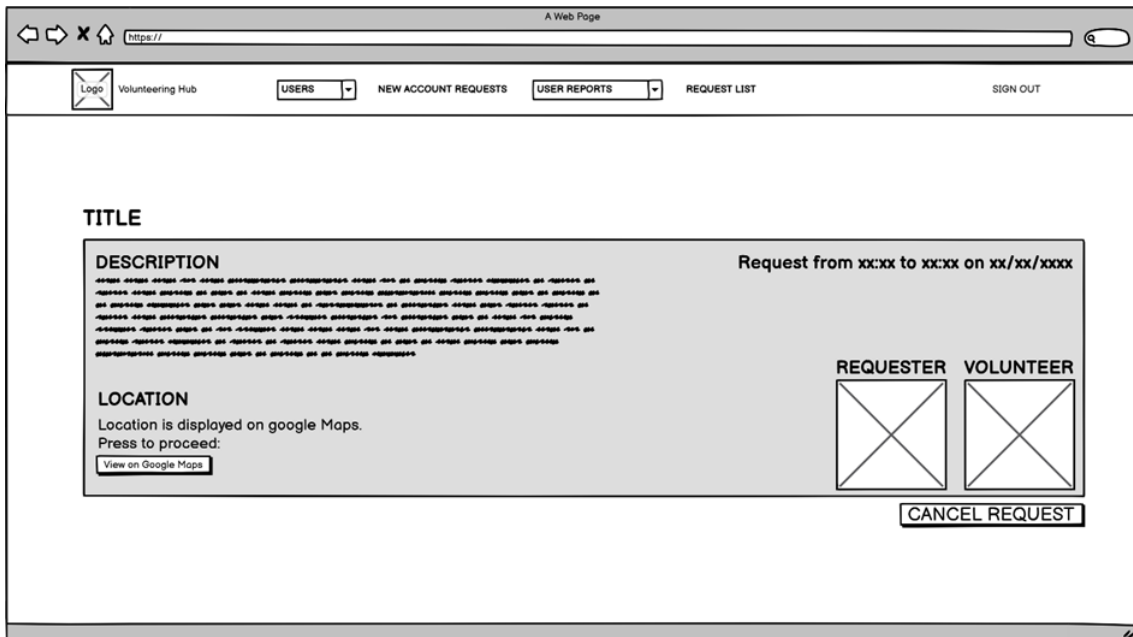 A Web Page
https://
Logo
Volunteering Hub
USERS
NEW ACCOUNT REQUESTS
USER REPORTS
REQUEST LIST
SIGN OUT
TITLE
DESCRIPTION
Request from xx:xx to xx:xx on xx/xx/xxxx
REQUESTER
VOLUNTEER
LOCATION
Location is displayed on google Maps.
Press to proceed:
View on Google Maps
CANCEL REQUEST